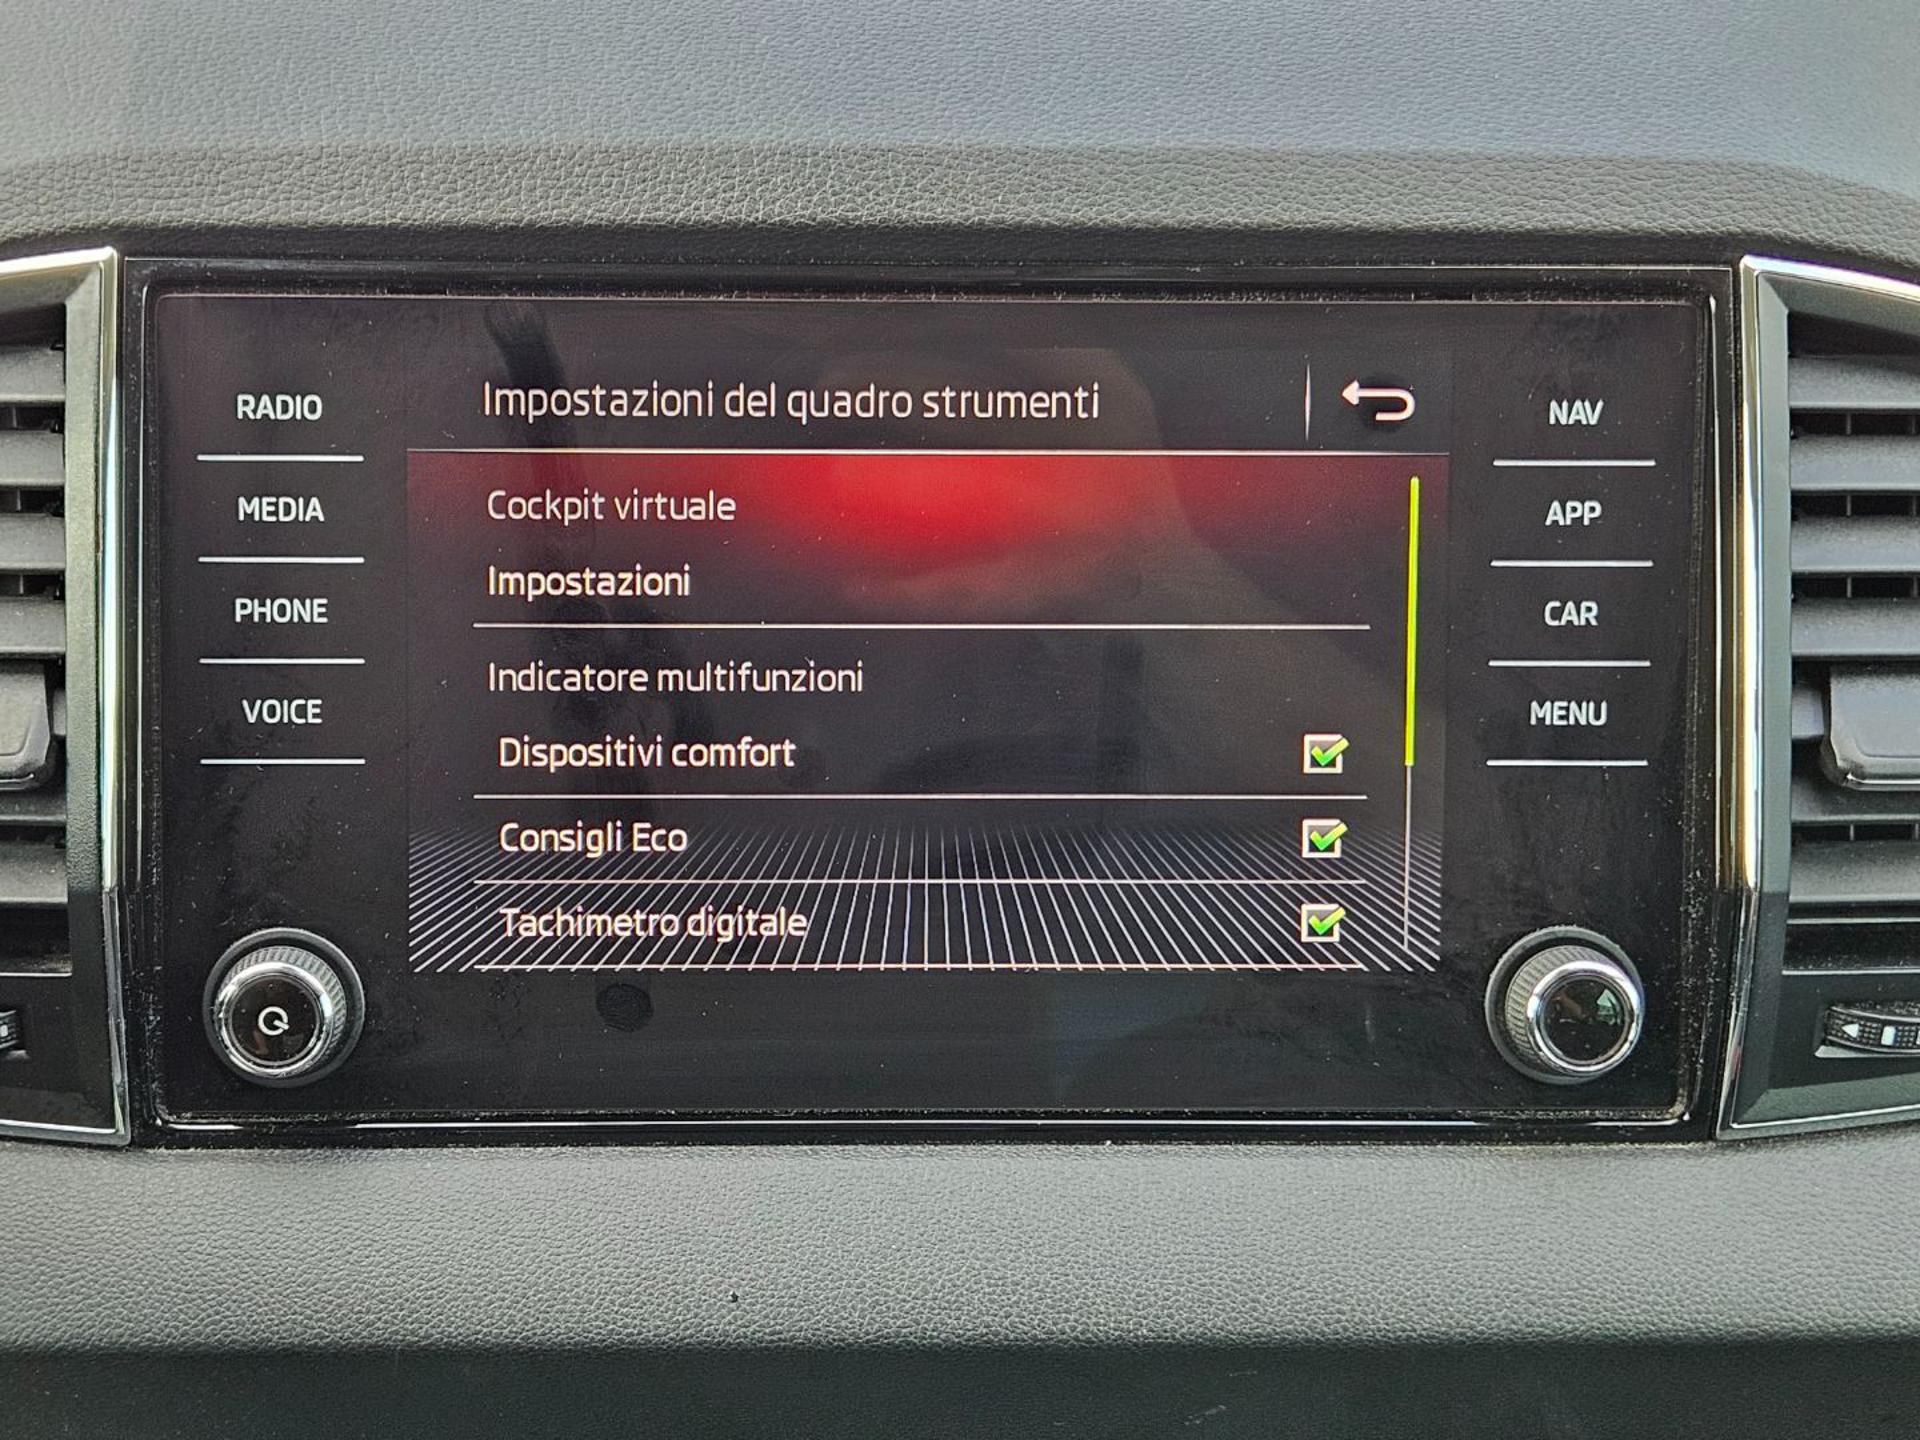 Impostazioni del quadro strumenti
RADIO
MEDIA
PHONE
VOICE
Cockpit virtuale
Impostazioni
Indicatore multifunzioni
Dispositivi comfort
Consigli Eco
Tachimetro digitale
NAV
APP
CAR
MENU